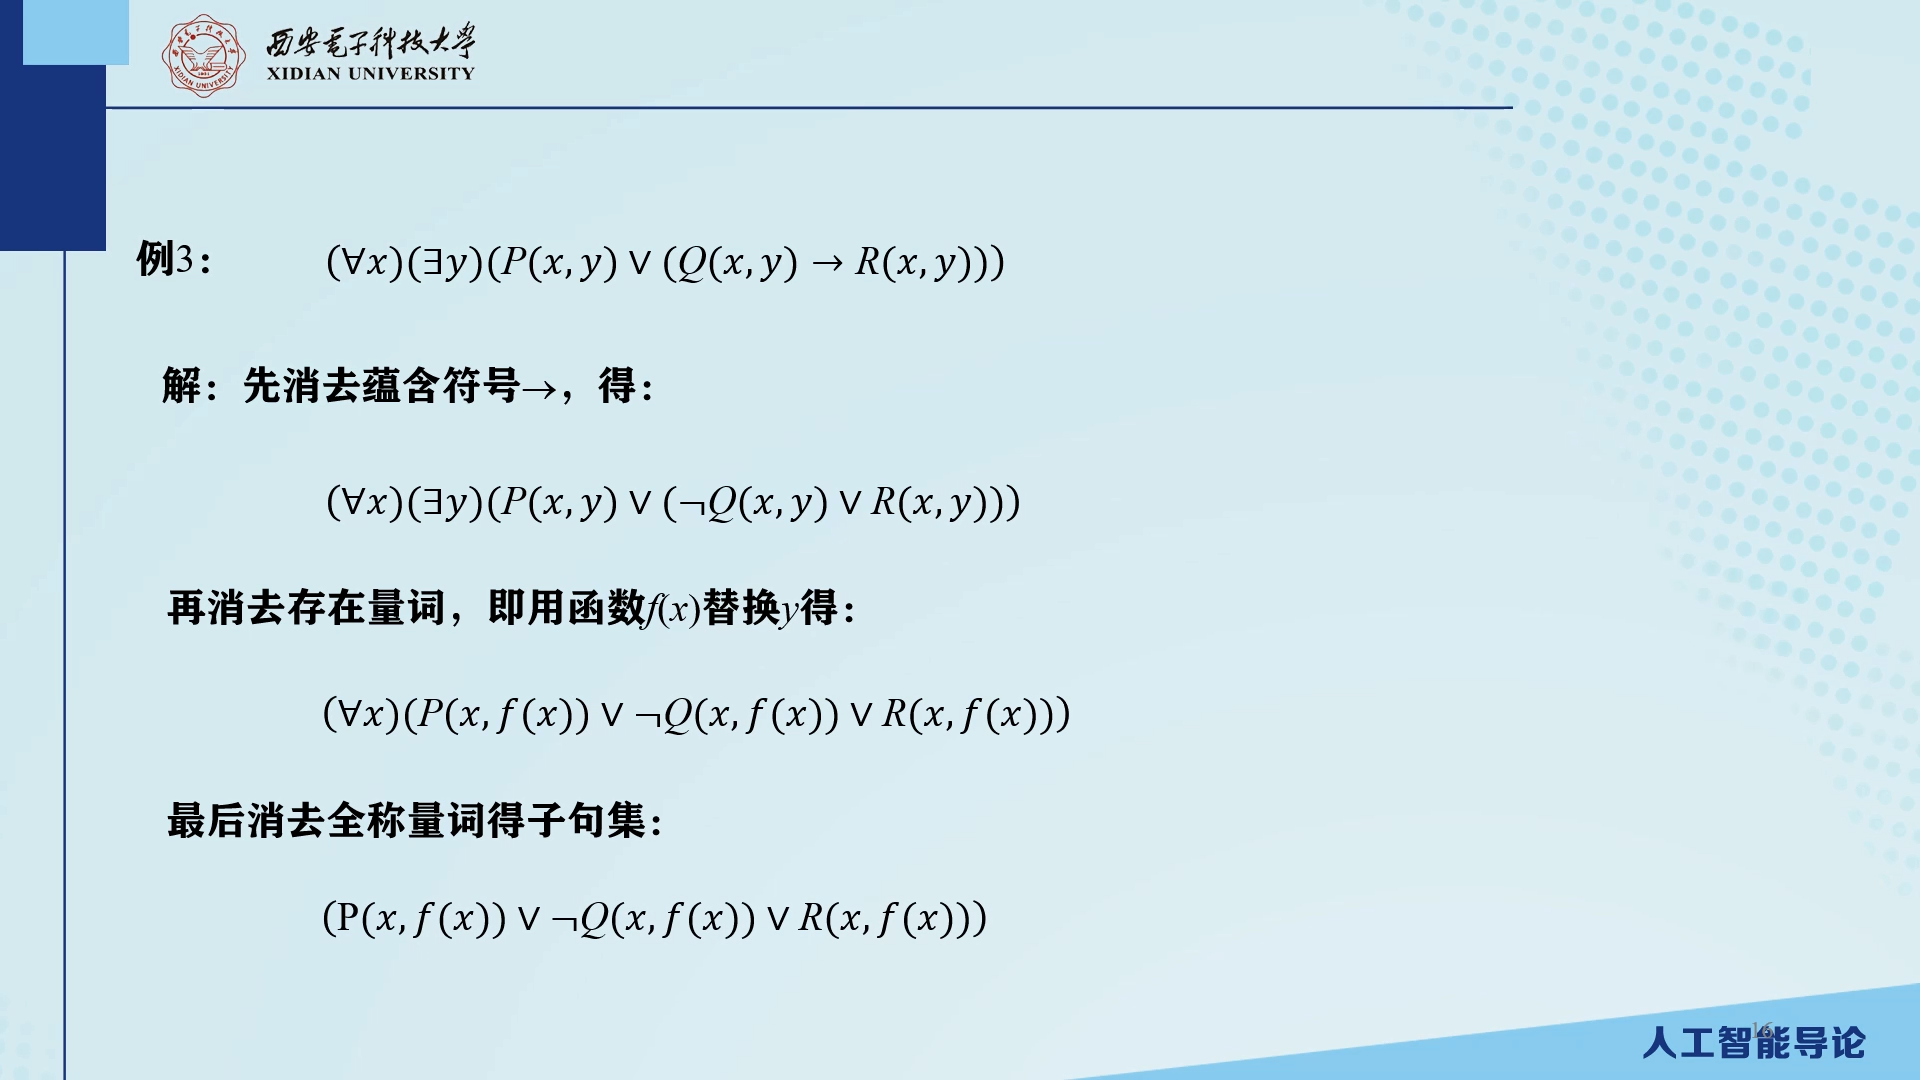 西安电子科技大学
XIDIAN UNIVERSITY
例3： (∀x)(∃y)(P(x,y) ∨ (Q(x,y) → R(x,y)))
解：先消去蕴含符号→，得：
(∀x)(∃y)(P(x,y) ∨ (¬Q(x,y) ∨ R(x,y)))
再消去存在量词，即用函数f(x)替换y得：
(∀x)(P(x,f(x)) ∨ ¬Q(x,f(x)) ∨ R(x,f(x)))
最后消去全称量词得子句集：
(P(x,f(x)) ∨ ¬Q(x,f(x)) ∨ R(x,f(x)))
16
人工智能导论